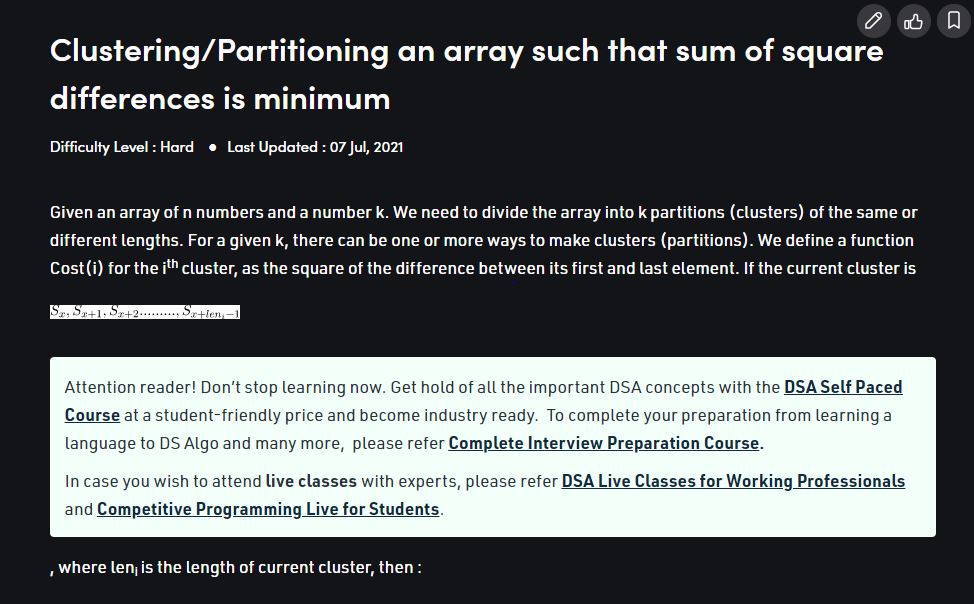 Clustering/Partitioning an array such that sum of square
differences is minimum
Difficulty Level : Hard ● Last Updated : 07 Jul, 2021
Given an array of n numbers and a number k. We need to divide the array into k partitions (clusters) of the same or
different lengths. For a given k, there can be one or more ways to make clusters (partitions). We define a function
Cost(i) for the iᵗʰ cluster, as the square of the difference between its first and last element. If the current cluster is
Sₓ, Sₓ₊₁, Sₓ₊₂........., S_{x+len_i−1}
Attention reader! Don’t stop learning now. Get hold of all the important DSA concepts with the DSA Self Paced
Course at a student-friendly price and become industry ready.  To complete your preparation from learning a
language to DS Algo and many more,  please refer Complete Interview Preparation Course.
In case you wish to attend live classes with experts, please refer DSA Live Classes for Working Professionals
and Competitive Programming Live for Students.
, where lenᵢ is the length of current cluster, then :